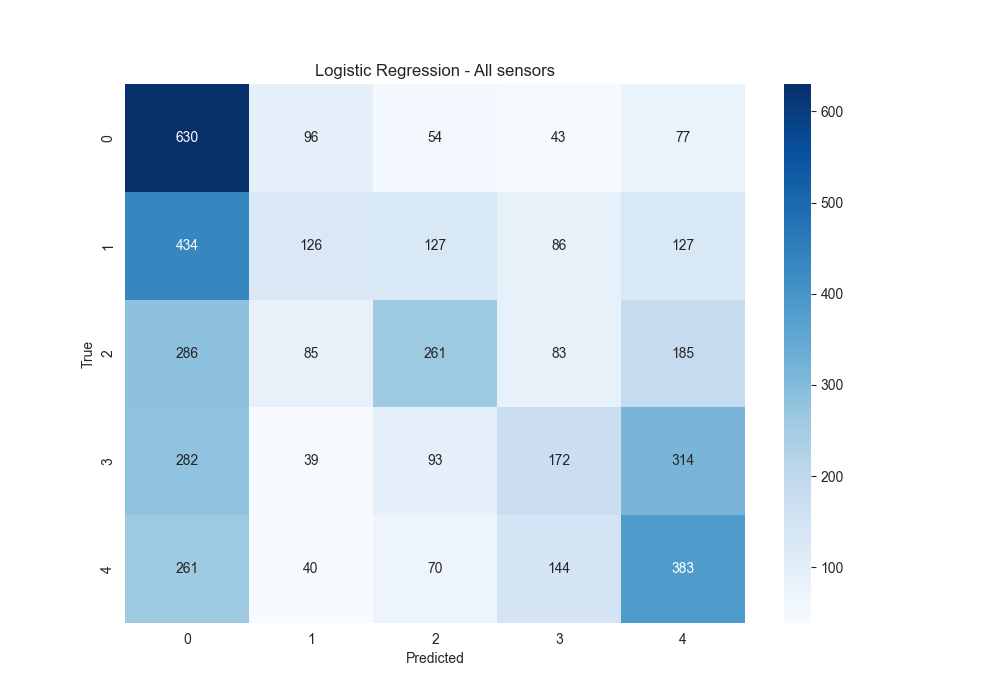 Logistic Regression - All sensors
True
0 630 96 54 43 77
1 434 126 127 86 127
2 286 85 261 83 185
3 282 39 93 172 314
4 261 40 70 144 383
0 1 2 3 4
Predicted
600
500
400
300
200
100